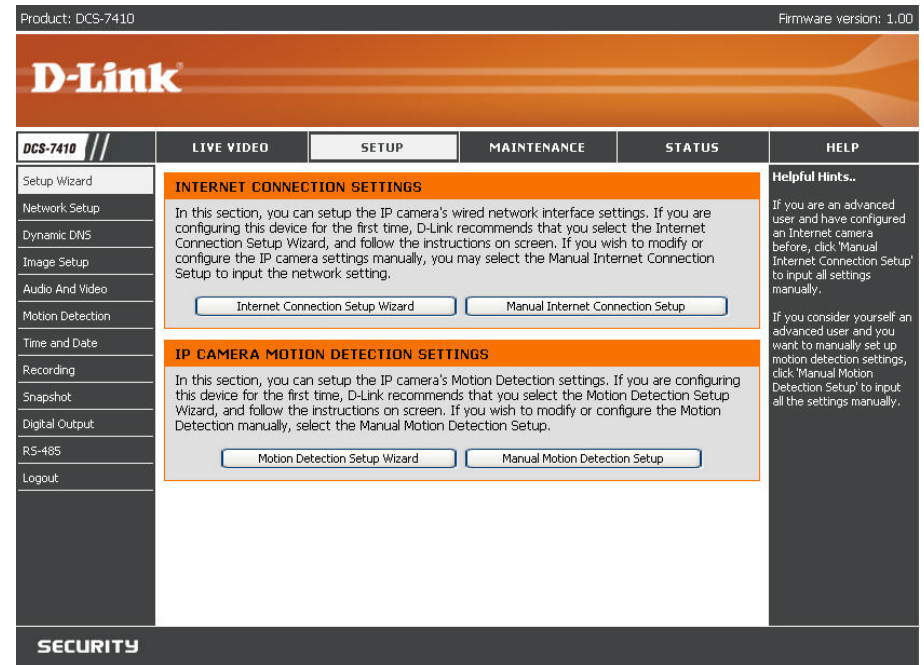 Product: DCS-7410
Firmware version: 1.00
D-Link®
DCS-7410
LIVE VIDEO
SETUP
MAINTENANCE
STATUS
HELP
Setup Wizard
Network Setup
Dynamic DNS
Image Setup
Audio And Video
Motion Detection
Time and Date
Recording
Snapshot
Digital Output
RS-485
Logout
INTERNET CONNECTION SETTINGS
In this section, you can setup the IP camera's wired network interface settings. If you are
configuring this device for the first time, D-Link recommends that you select the Internet
Connection Setup Wizard, and follow the instructions on screen. If you wish to modify or
configure the IP camera settings manually, you may select the Manual Internet Connection
Setup to input the network setting.
Internet Connection Setup Wizard
Manual Internet Connection Setup
IP CAMERA MOTION DETECTION SETTINGS
In this section, you can setup the IP camera's Motion Detection settings. If you are configuring
this device for the first time, D-Link recommends that you select the Motion Detection Setup
Wizard, and follow the instructions on screen. If you wish to modify or configure the Motion
Detection manually, select the Manual Motion Detection Setup.
Motion Detection Setup Wizard
Manual Motion Detection Setup
Helpful Hints..
If you are an advanced
user and have configured
an Internet camera
before, click 'Manual
Internet Connection Setup'
to input all settings
manually.
If you consider yourself an
advanced user and you
want to manually set up
motion detection settings,
click 'Manual Motion
Detection Setup' to input
all the settings manually.
SECURITY